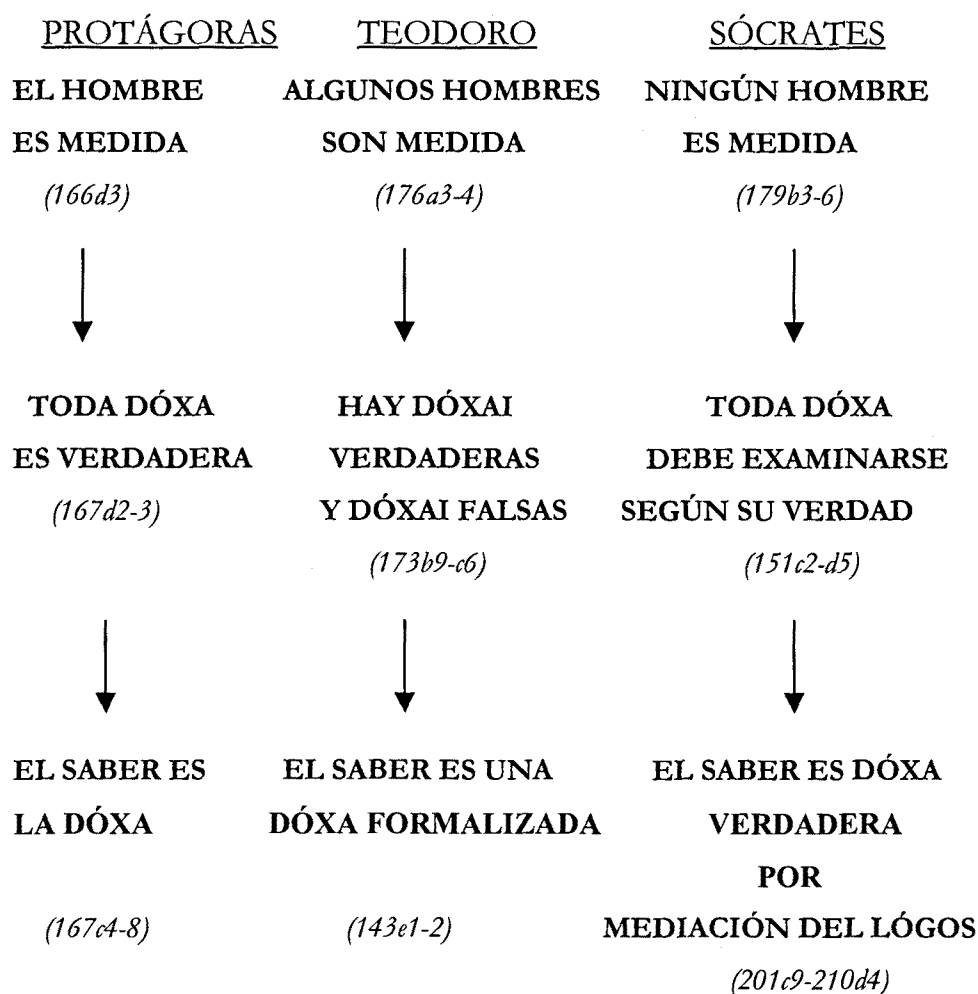 PROTÁGORAS TEODORO SÓCRATES
EL HOMBRE ALGUNOS HOMBRES NINGÚN HOMBRE
ES MEDIDA SON MEDIDA ES MEDIDA
(166d3) (176a3-4) (179b3-6)
TODA DÓXA HAY DÓXAI TODA DÓXA
ES VERDADERA VERDADERAS DEBE EXAMINARSE
(167d2-3) Y DÓXAI FALSAS SEGÚN SU VERDAD
(173b9-c6) (151c2-d5)
EL SABER ES EL SABER ES UNA EL SABER ES DÓXA
LA DÓXA DÓXA FORMALIZADA VERDADERA
POR
(167c4-8) (143e1-2) MEDIACIÓN DEL LÓGOS
(201c9-210d4)